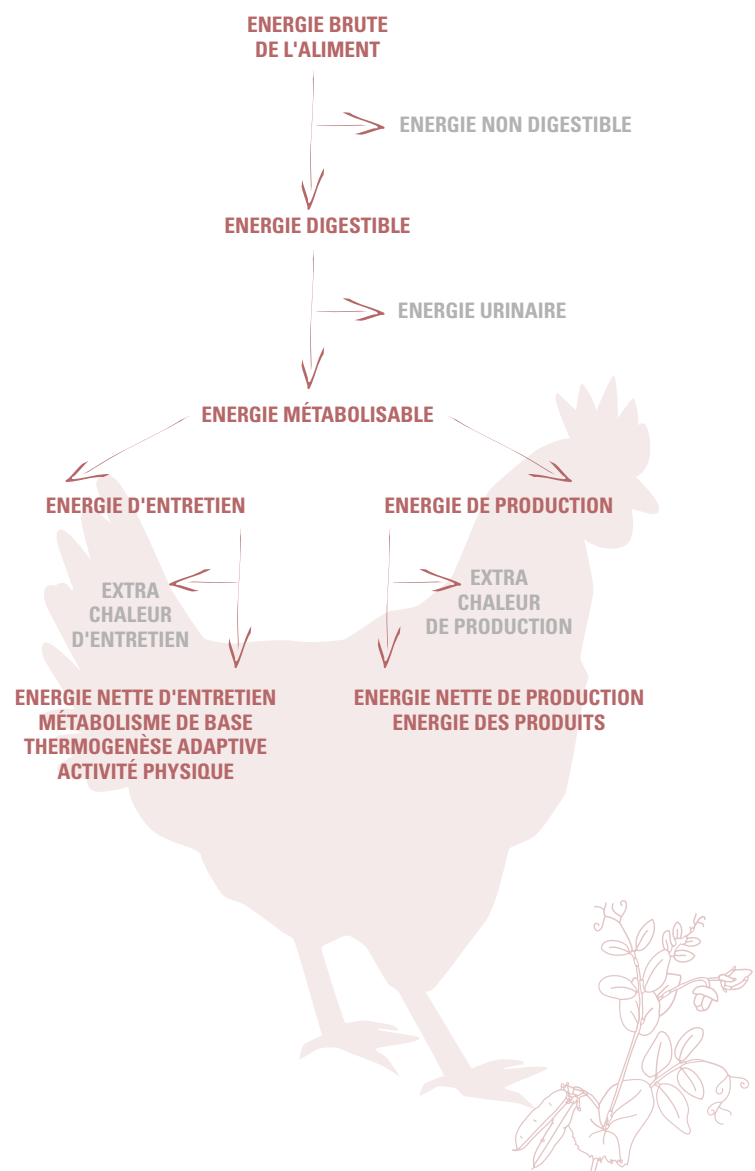 ENERGIE BRUTE
DE L'ALIMENT
ENERGIE NON DIGESTIBLE
ENERGIE DIGESTIBLE
ENERGIE URINAIRE
ENERGIE MÉTABOLISABLE
ENERGIE D'ENTRETIEN
ENERGIE DE PRODUCTION
EXTRA
CHALEUR
D'ENTRETIEN
EXTRA
CHALEUR
DE PRODUCTION
ENERGIE NETTE D'ENTRETIEN
MÉTABOLISME DE BASE
THERMOGENÈSE ADAPTIVE
ACTIVITÉ PHYSIQUE
ENERGIE NETTE DE PRODUCTION
ENERGIE DES PRODUITS